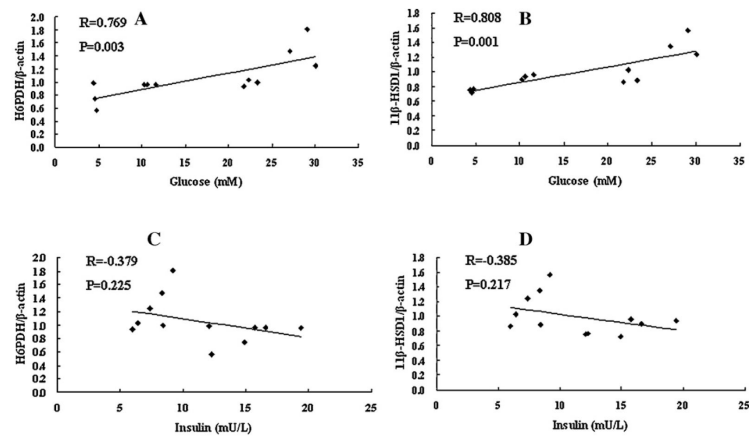 A
R=0.769
P=0.003
H6PDH/β-actin
2.0
1.8
1.6
1.4
1.2
1.0
0.8
0.6
0.4
0.2
0.0
0 5 10 15 20 25 30 35
Glucose (mM)
B
R=0.808
P=0.001
11β-HSD1/β-actin
1.8
1.6
1.4
1.2
1.0
0.8
0.6
0.4
0.2
0.0
0 5 10 15 20 25 30 35
Glucose (mM)
C
R=-0.379
P=0.225
H6PDH/β-actin
2.0
1.8
1.6
1.4
1.2
1.0
0.8
0.6
0.4
0.2
0.0
0 5 10 15 20 25
Insulin (mU/L)
D
R=-0.385
P=0.217
11β-HSD1/β-actin
1.8
1.6
1.4
1.2
1.0
0.8
0.6
0.4
0.2
0.0
0 5 10 15 20 25
Insulin (mU/L)